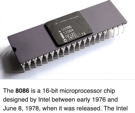 The 8086 is a 16-bit microprocessor chip
designed by Intel between early 1976 and
June 8, 1978, when it was released. The Intel